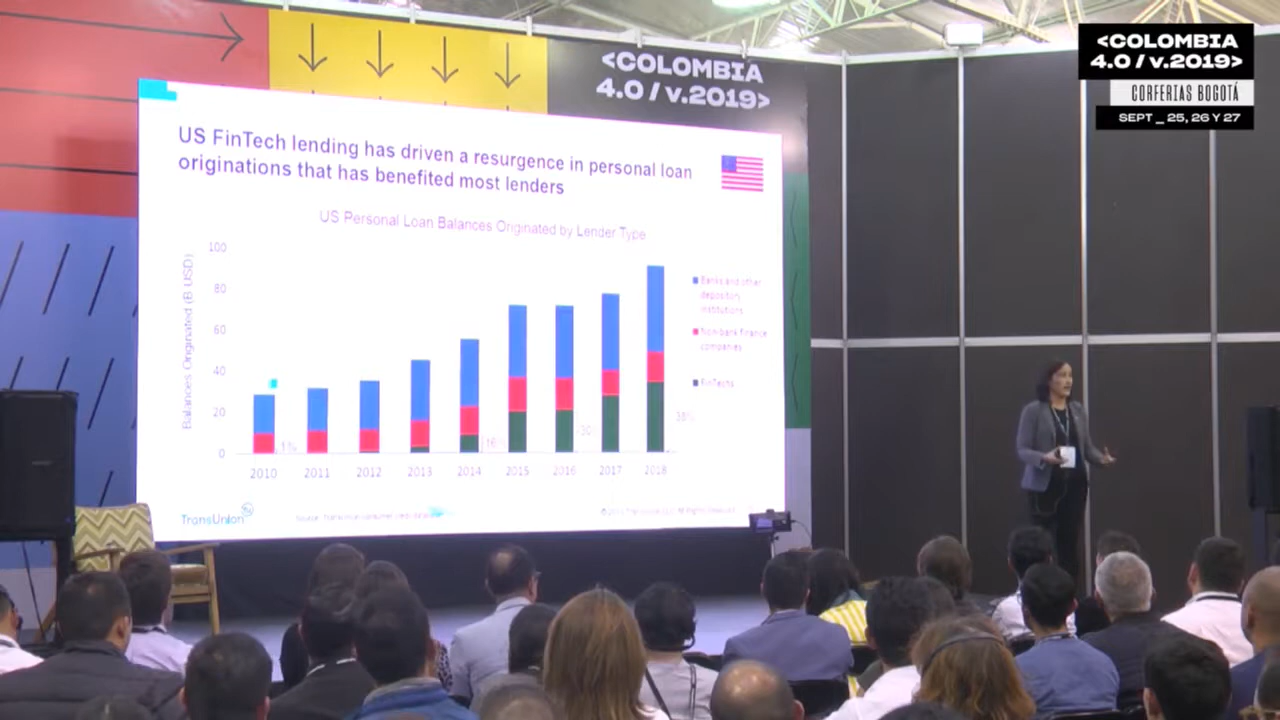 <COLOMBIA
4.0 / v.2019>
<COLOMBIA
4.0 / v.2019>
CORFERIAS BOGOTÁ
SEPT _ 25, 26 Y 27
US FinTech lending has driven a resurgence in personal loan
originations that has benefited most lenders
US Personal Loan Balances Originated by Lender Type
Balances Originated (B USD)
100
80
60
40
20
0
2010
2011
2012
2013
2014
2015
2016
2017
2018
1%
Banks and other
depository
institutions
Non-bank finance
companies
FinTechs
TransUnion